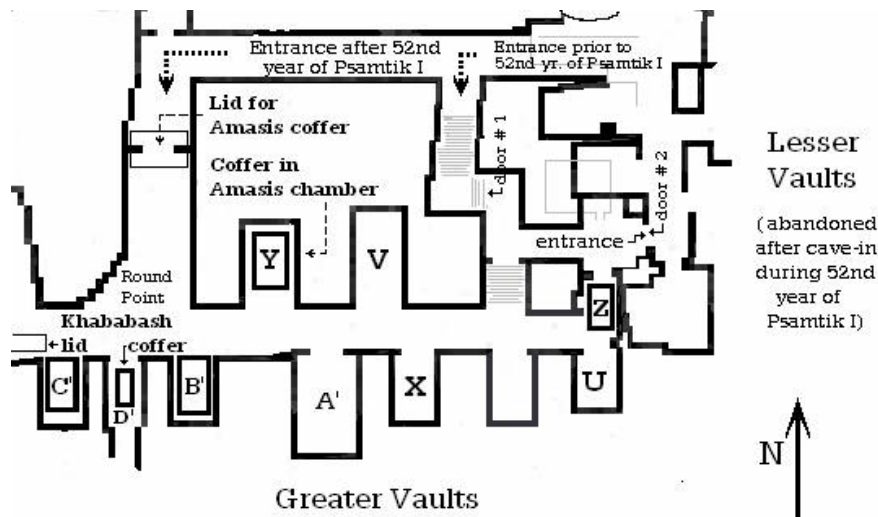 Entrance after 52nd
year of Psamtik I
Entrance prior to
52nd yr. of Psamtik I
Lid for
Amasis coffer
Coffer in
Amasis chamber
door # 1
door # 2
Lesser
Vaults
(abandoned
after cave-in
during 52nd
year of
Psamtik I)
entrance
Y
V
Z
Round
Point
Khababash
lid
coffer
C'
D'
B'
A'
X
U
N
Greater Vaults